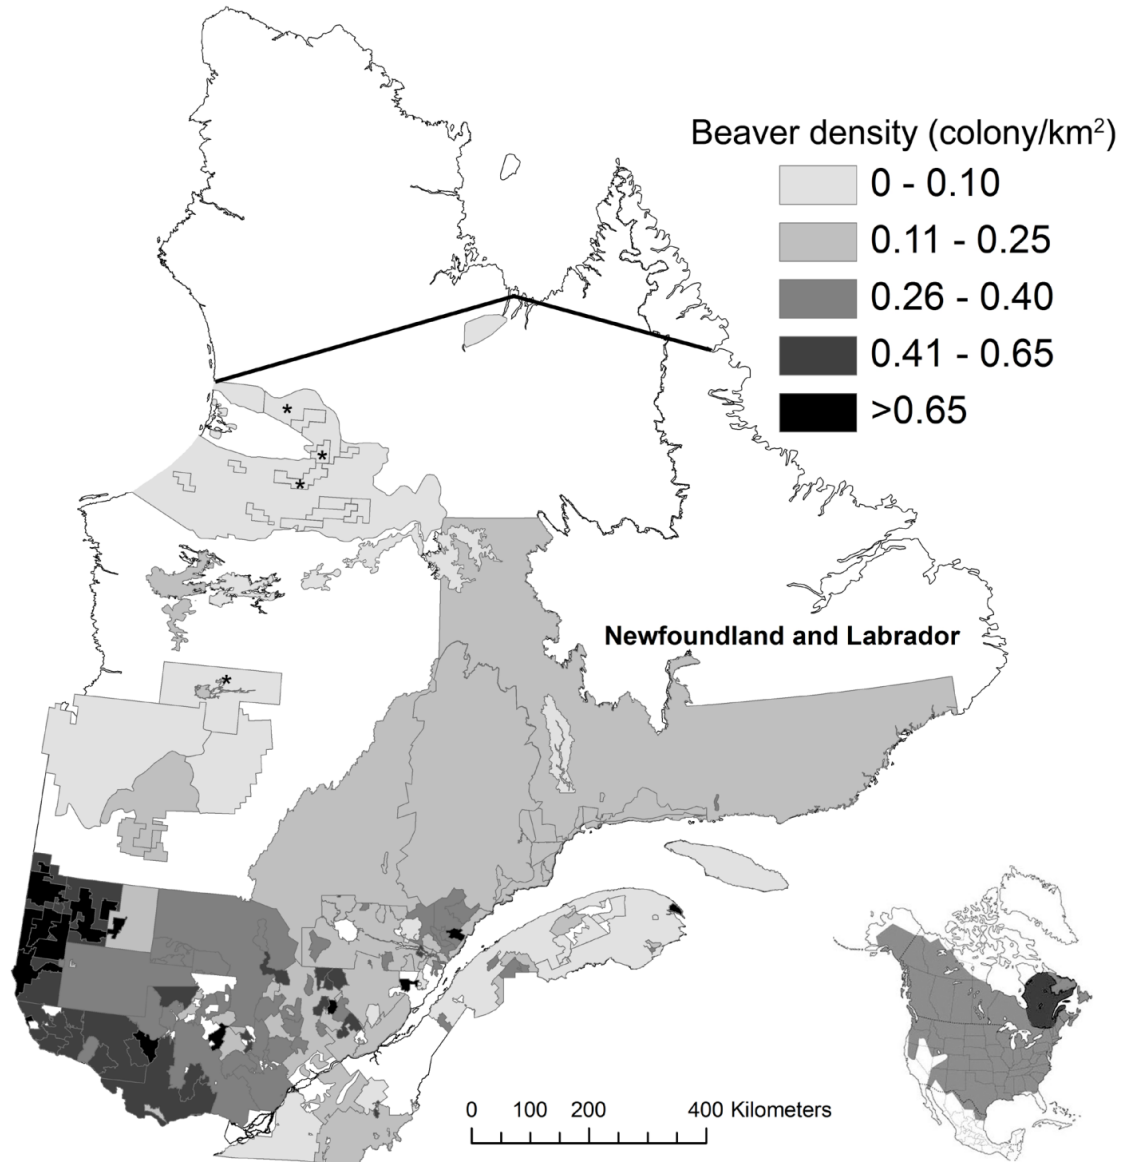 Beaver density (colony/km²)
0 - 0.10
0.11 - 0.25
0.26 - 0.40
0.41 - 0.65
>0.65
*
*
*
Newfoundland and Labrador
*
0 100 200 400 Kilometers